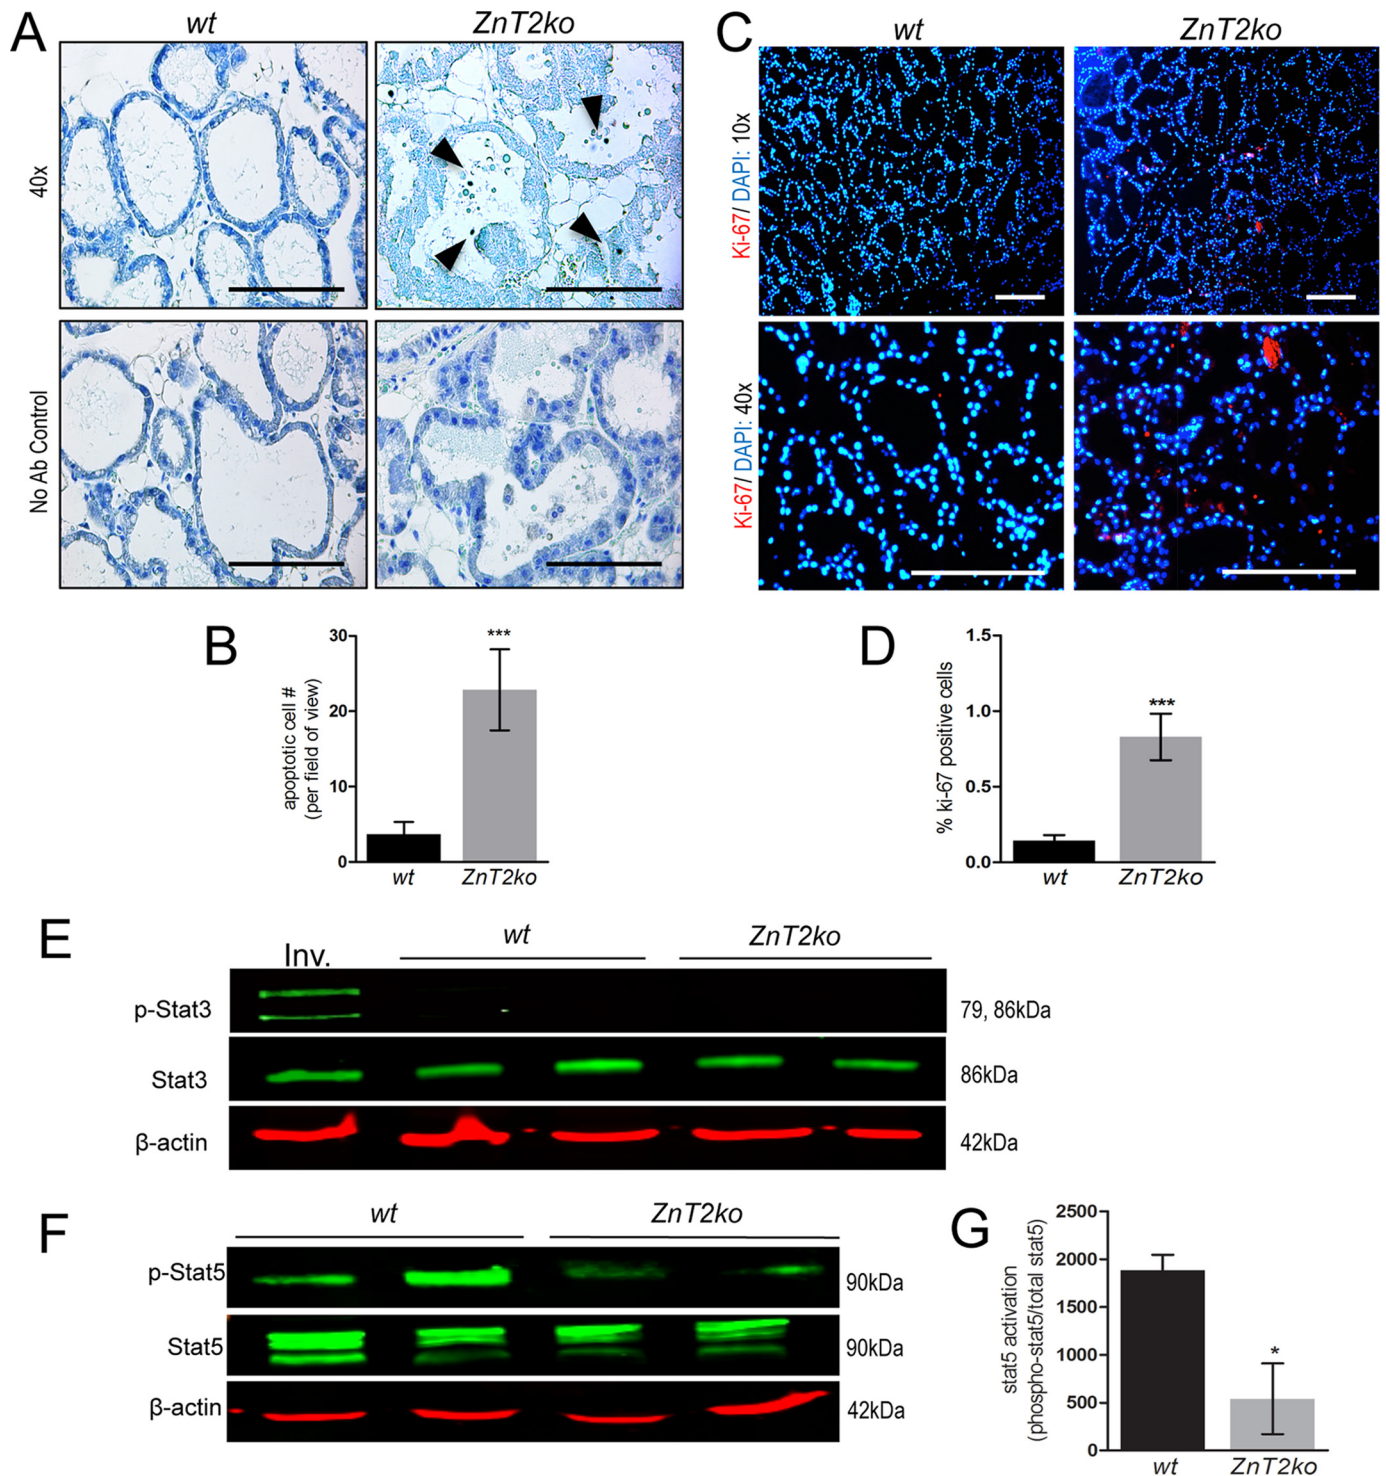 A
wt
ZnT2ko
40x
No Ab Control
C
wt
ZnT2ko
Ki-67/ DAPI: 10x
Ki-67/ DAPI: 40x
B
apoptotic cell #
(per field of view)
30
20
10
0
***
wt
ZnT2ko
D
% ki-67 positive cells
1.5
1.0
0.5
0.0
***
wt
ZnT2ko
E
Inv.
wt
ZnT2ko
p-Stat3
79, 86kDa
Stat3
86kDa
β-actin
42kDa
F
wt
ZnT2ko
p-Stat5
90kDa
Stat5
90kDa
β-actin
42kDa
G
stat5 activation
(phospho-stat5/total stat5)
2500
2000
1500
1000
500
0
*
wt
ZnT2ko